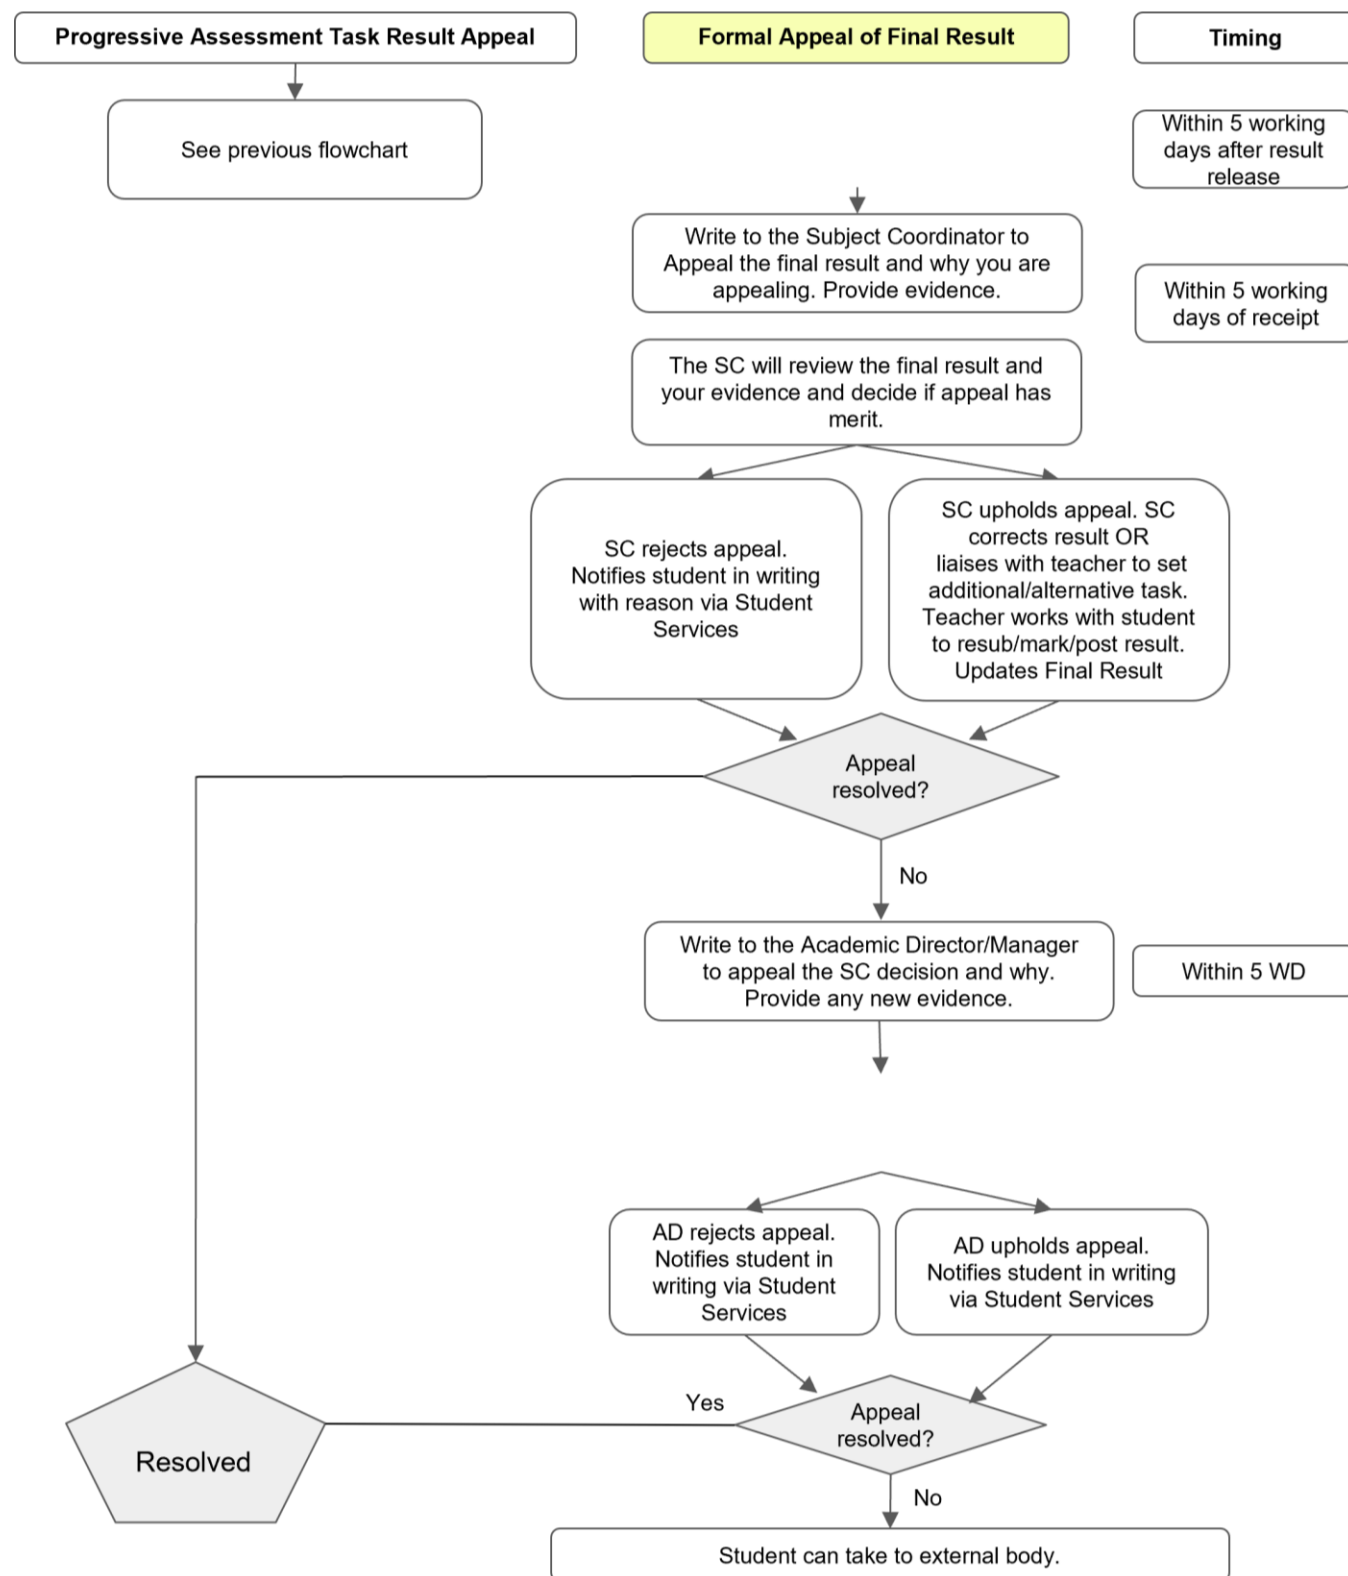 Progressive Assessment Task Result Appeal
Formal Appeal of Final Result
Timing
See previous flowchart
Within 5 working
days after result
release
Write to the Subject Coordinator to
Appeal the final result and why you are
appealing. Provide evidence.
Within 5 working
days of receipt
The SC will review the final result and
your evidence and decide if appeal has
merit.
SC rejects appeal.
Notifies student in writing
with reason via Student
Services
SC upholds appeal. SC
corrects result OR
liaises with teacher to set
additional/alternative task.
Teacher works with student
to resub/mark/post result.
Updates Final Result
Appeal
resolved?
No
Write to the Academic Director/Manager
to appeal the SC decision and why.
Provide any new evidence.
Within 5 WD
AD rejects appeal.
Notifies student in
writing via Student
Services
AD upholds appeal.
Notifies student in writing
via Student Services
Yes
Appeal
resolved?
Resolved
No
Student can take to external body.